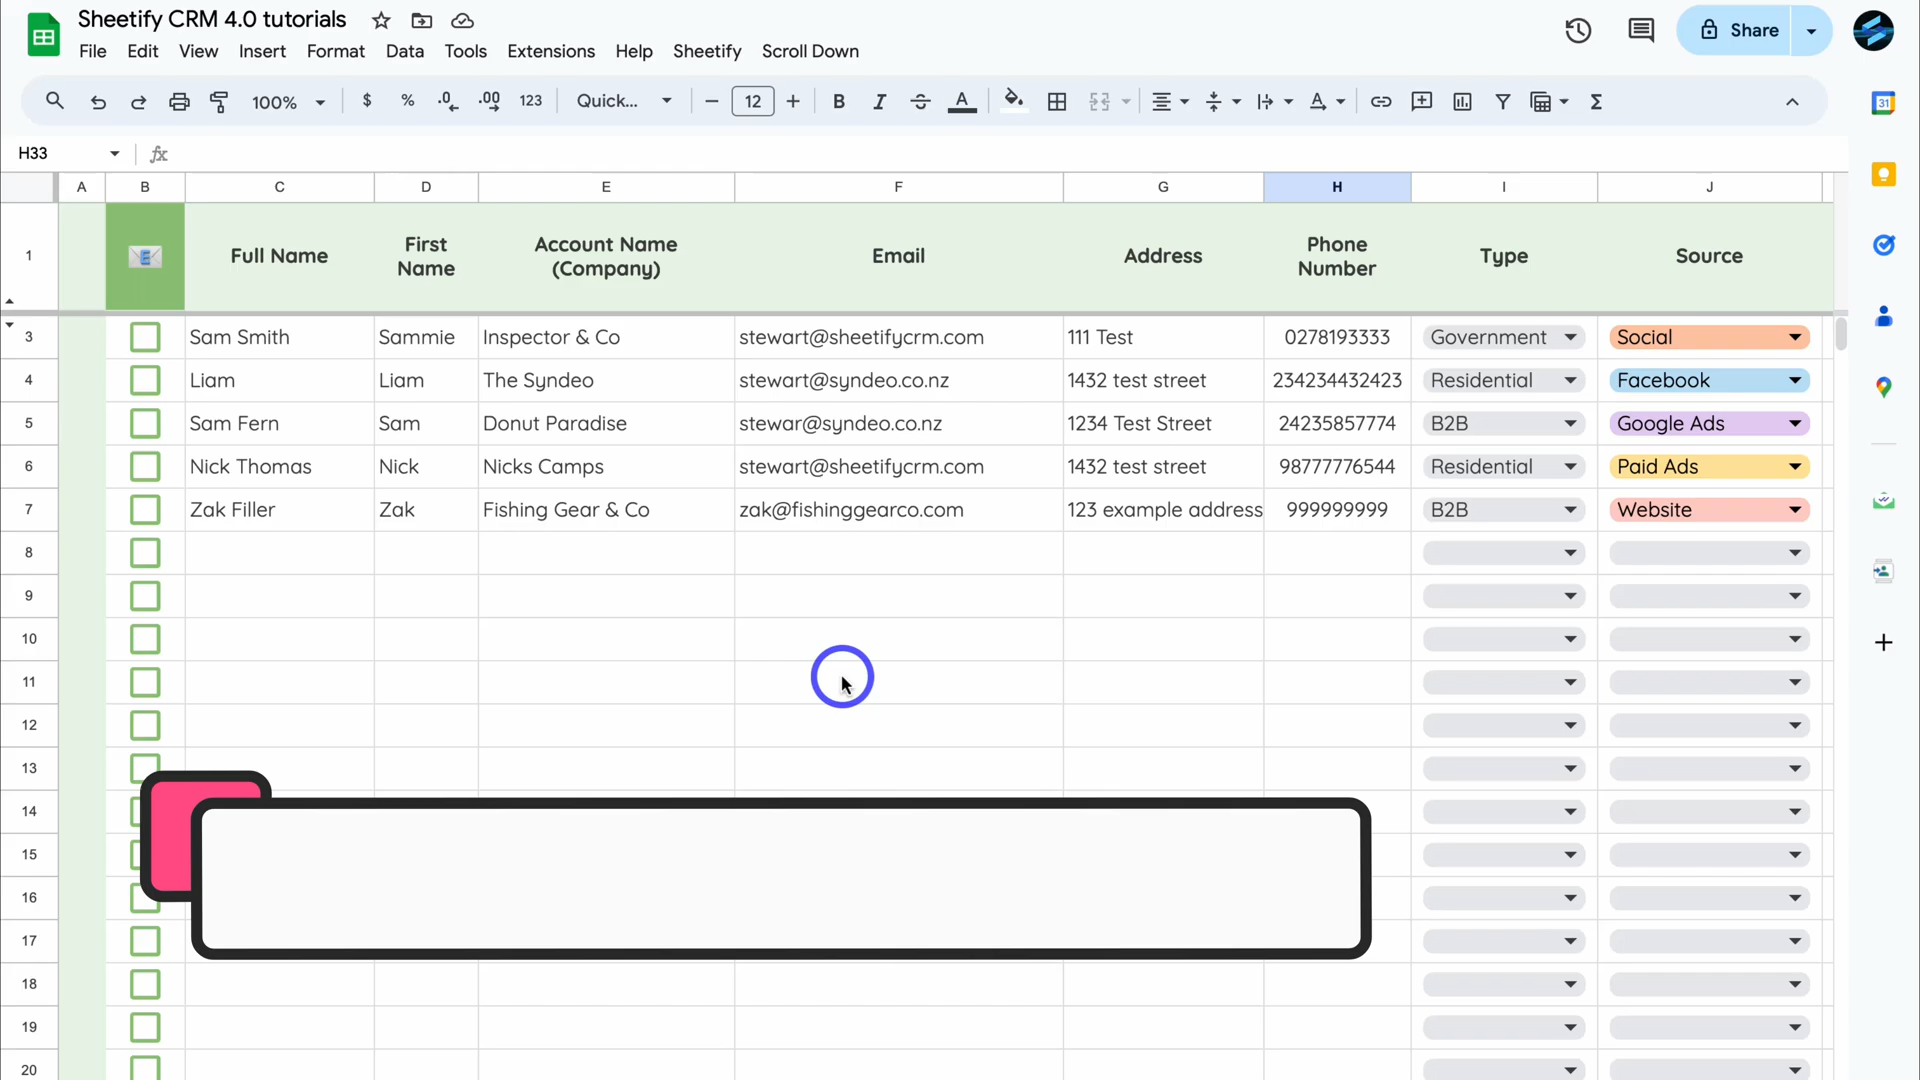 Sheetify CRM 4.0 tutorials
File Edit View Insert Format Data Tools Extensions Help Sheetify Scroll Down
Share
100% $ % .0 .00 123 Quick... 12 B I A
31
H33 fx
A B C D E F G H I J
1 Full Name First Name Account Name (Company) Email Address Phone Number Type Source
3 Sam Smith Sammie Inspector & Co stewart@sheetifycrm.com 111 Test 0278193333 Government Social
4 Liam Liam The Syndeo stewart@syndeo.co.nz 1432 test street 234234432423 Residential Facebook
5 Sam Fern Sam Donut Paradise stewar@syndeo.co.nz 1234 Test Street 24235857774 B2B Google Ads
6 Nick Thomas Nick Nicks Camps stewart@sheetifycrm.com 1432 test street 98777776544 Residential Paid Ads
7 Zak Filler Zak Fishing Gear & Co zak@fishinggearco.com 123 example address 999999999 B2B Website
8
9
10
11
12
13
14
15
16
17
18
19
20